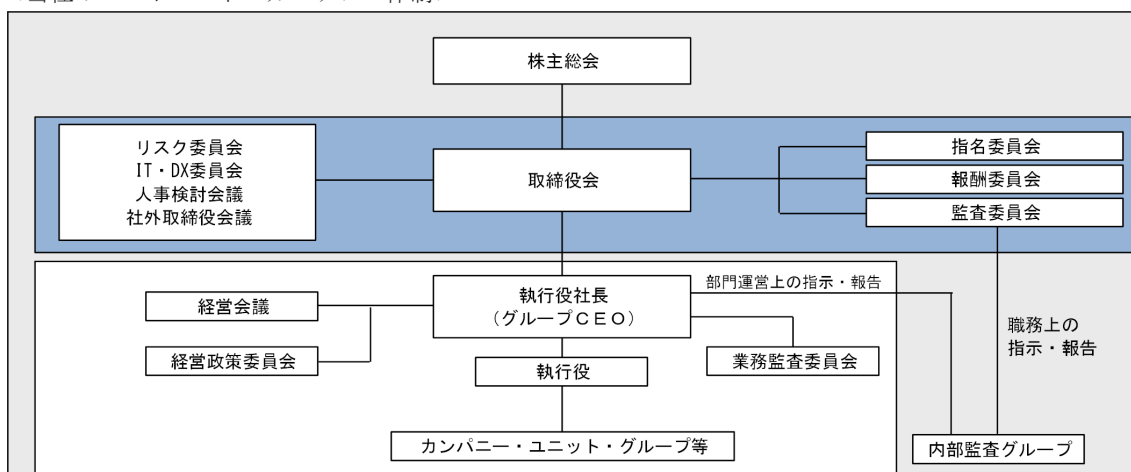 株主総会
リスク委員会
IT・DX委員会
人事検討会議
社外取締役会議
取締役会
指名委員会
報酬委員会
監査委員会
執行役社長
（グループＣＥＯ）
部門運営上の指示・報告
経営会議
経営政策委員会
執行役
業務監査委員会
職務上の
指示・報告
カンパニー・ユニット・グループ等
内部監査グループ